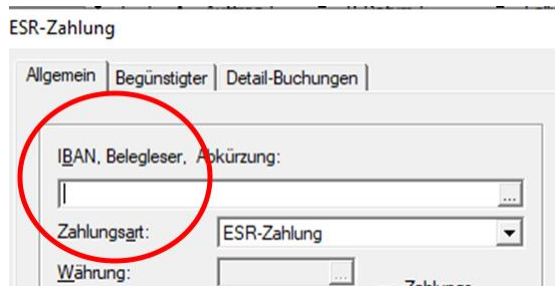 ESR-Zahlung
Allgemein Begünstigter Detail-Buchungen
IBAN, Belegleser, Abkürzung:
...
Zahlungsart: ESR-Zahlung
Währung: ...